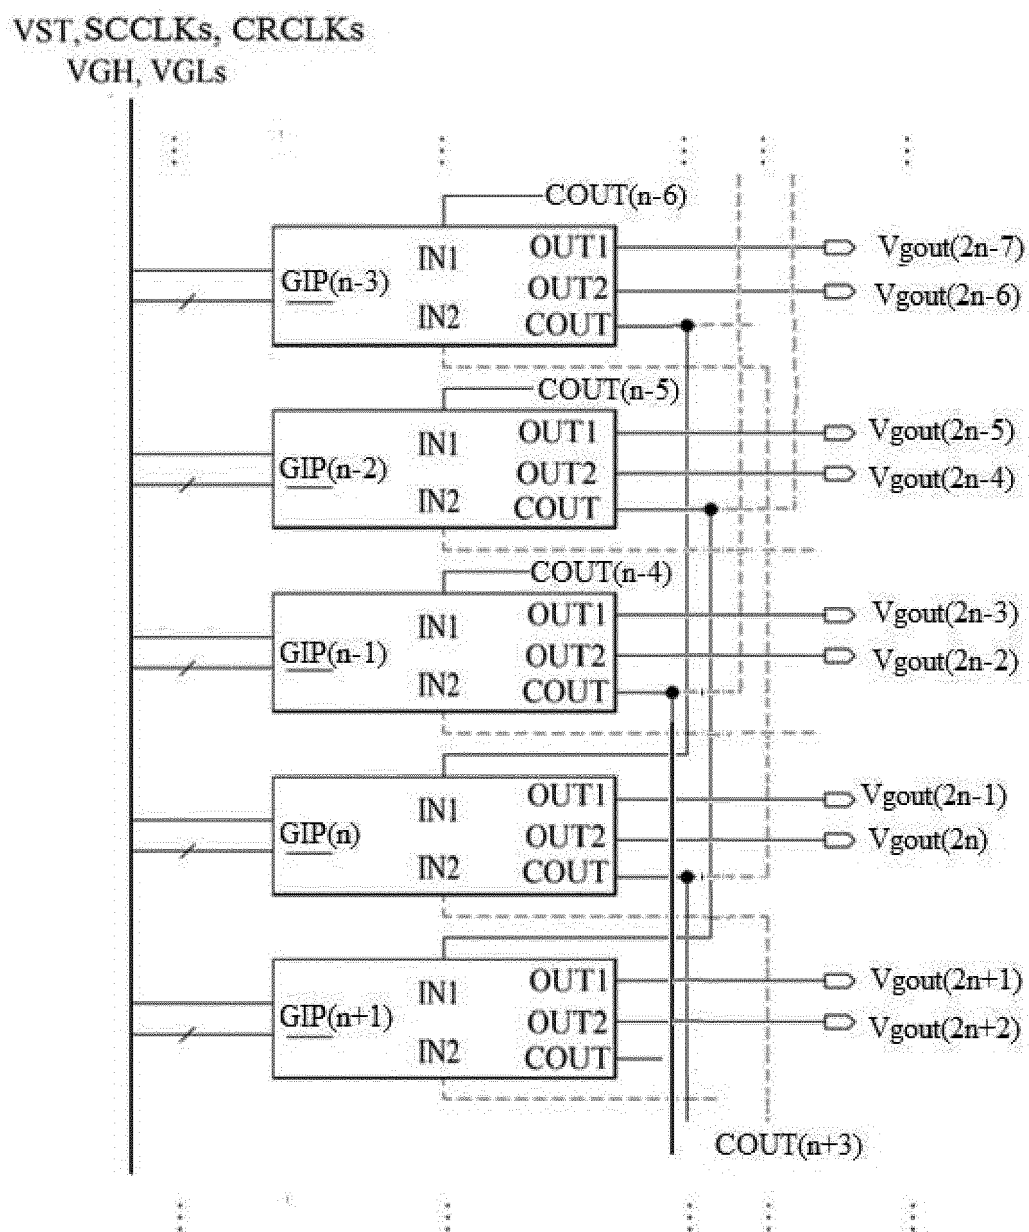 VST, SCCLKs, CRCLKs
VGH, VGLs
COUT(n-6)
GIP(n-3)
IN1
IN2
OUT1
OUT2
COUT
Vgout(2n-7)
Vgout(2n-6)
COUT(n-5)
GIP(n-2)
IN1
IN2
OUT1
OUT2
COUT
Vgout(2n-5)
Vgout(2n-4)
COUT(n-4)
GIP(n-1)
IN1
IN2
OUT1
OUT2
COUT
Vgout(2n-3)
Vgout(2n-2)
GIP(n)
IN1
IN2
OUT1
OUT2
COUT
Vgout(2n-1)
Vgout(2n)
GIP(n+1)
IN1
IN2
OUT1
OUT2
COUT
Vgout(2n+1)
Vgout(2n+2)
COUT(n+3)